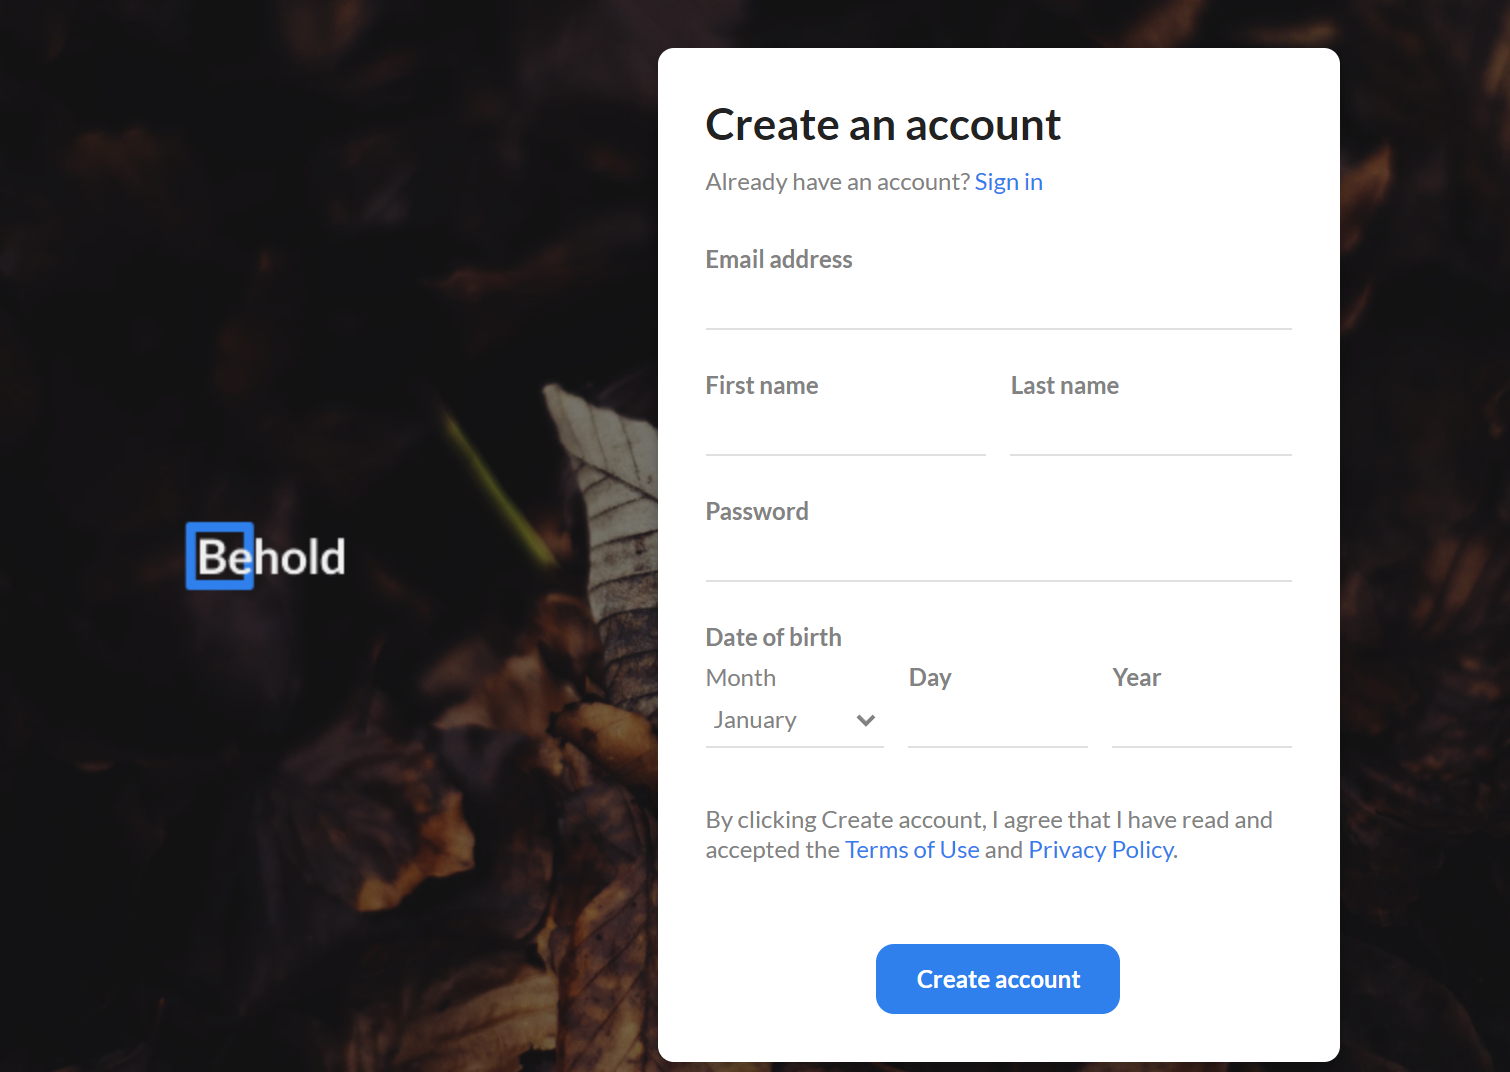 Behold
Create an account
Already have an account? Sign in
Email address
First name
Last name
Password
Date of birth
Month
Day
Year
January
By clicking Create account, I agree that I have read and
accepted the Terms of Use and Privacy Policy.
Create account